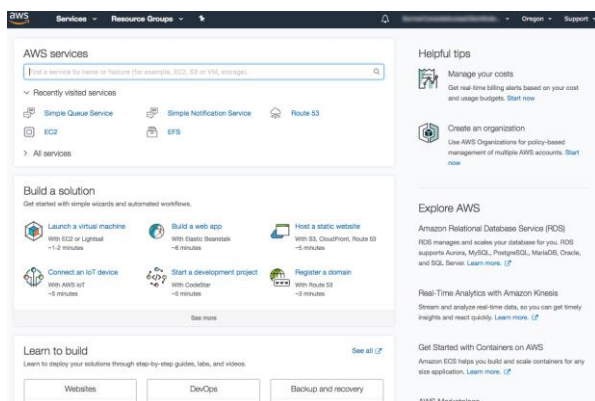 aws
Services
Resource Groups
Oregon
Support
AWS services
Find a service by name or feature (for example, EC2, S3 or VM, storage).
Recently visited services
Simple Queue Service
Simple Notification Service
Route 53
EC2
EFS
All services
Build a solution
Get started with simple wizards and automated workflows.
Launch a virtual machine
With EC2 or Lightsail
~1-2 minutes
Build a web app
With Elastic Beanstalk
~6 minutes
Host a static website
With S3, CloudFront, Route 53
~5 minutes
Connect an IoT device
With AWS IoT
~5 minutes
Start a development project
With CodeStar
~5 minutes
Register a domain
With Route 53
~3 minutes
See more
Learn to build
See all
Learn to deploy your solutions through step-by-step guides, labs, and videos.
Websites
DevOps
Backup and recovery
Helpful tips
Manage your costs
Get real-time billing alerts based on your cost
and usage budgets. Start now
Create an organization
Use AWS Organizations for policy-based
management of multiple AWS accounts. Start
now
Explore AWS
Amazon Relational Database Service (RDS)
RDS manages and scales your database for you. RDS
supports Aurora, MySQL, PostgreSQL, MariaDB, Oracle,
and SQL Server. Learn more.
Real-Time Analytics with Amazon Kinesis
Stream and analyze real-time data, so you can get timely
insights and react quickly. Learn more.
Get Started with Containers on AWS
Amazon ECS helps you build and scale containers for any
size application. Learn more.
AWS Marketplace